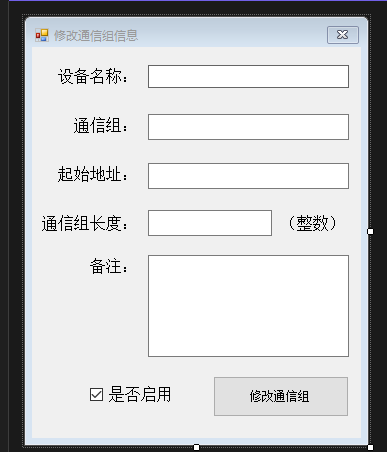 修改通信组信息
设备名称：
通信组：
起始地址：
通信组长度：
（整数）
备注：
是否启用
修改通信组